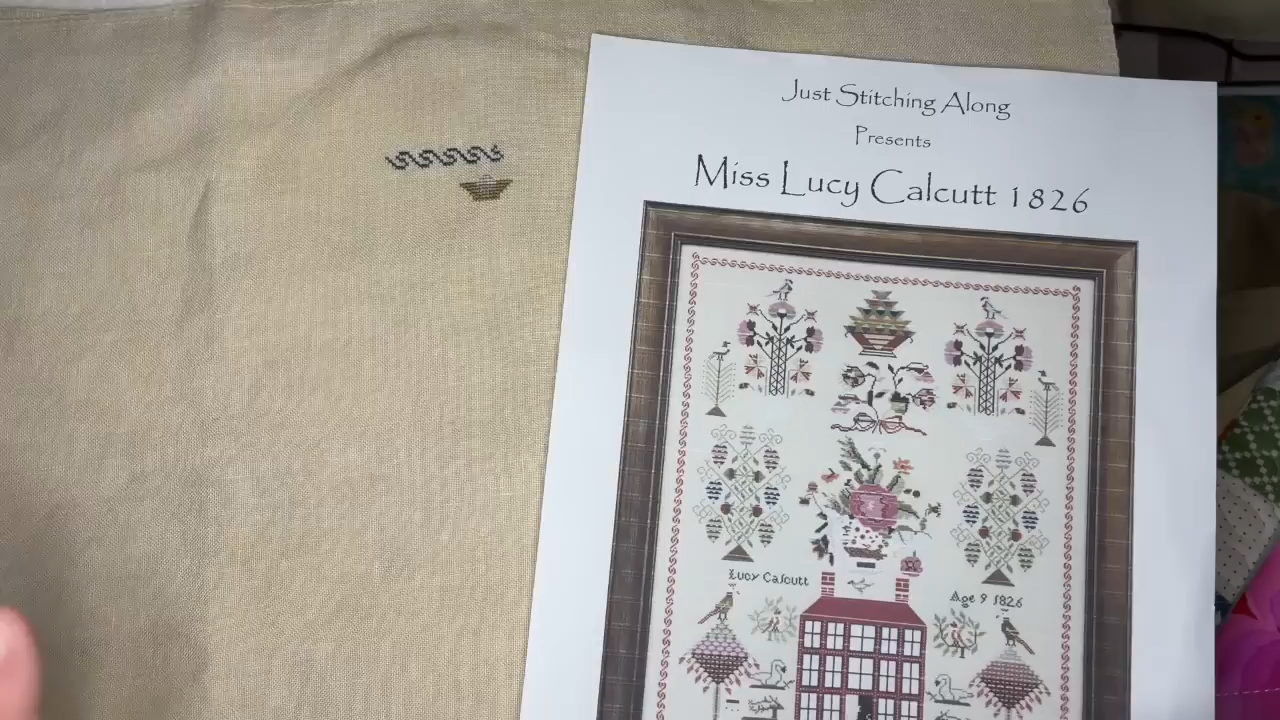 Just Stitching Along
Presents
Miss Lucy Calcutt 1826
Lucy Calcutt
Age 9 1826